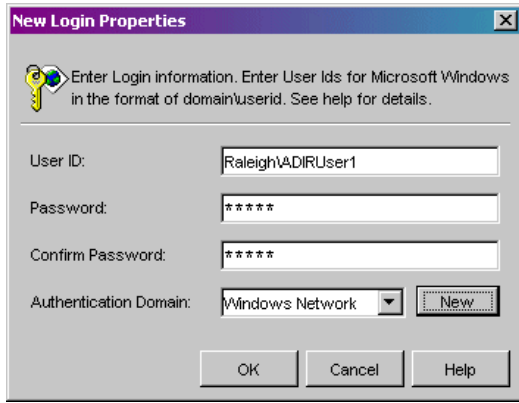 New Login Properties
Enter Login information. Enter User Ids for Microsoft Windows
in the format of domain\userid. See help for details.
User ID: Raleigh\ADIRUser1
Password: *****
Confirm Password: *****
Authentication Domain: Windows Network New
OK Cancel Help